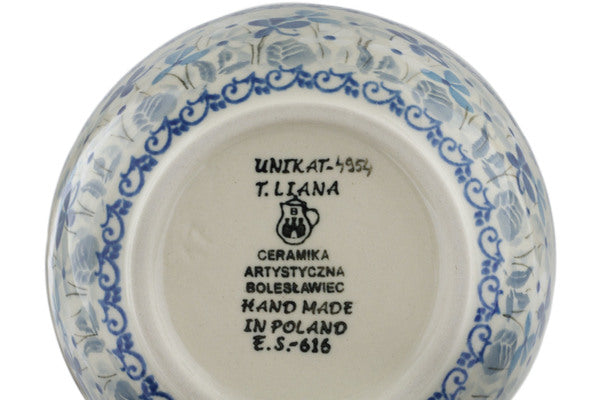 UNIKAT-4954
T. LIANA
B
CERAMIKA
ARTYSTYCZNA
BOLESŁAWIEC
HAND MADE
IN POLAND
E.S.-616